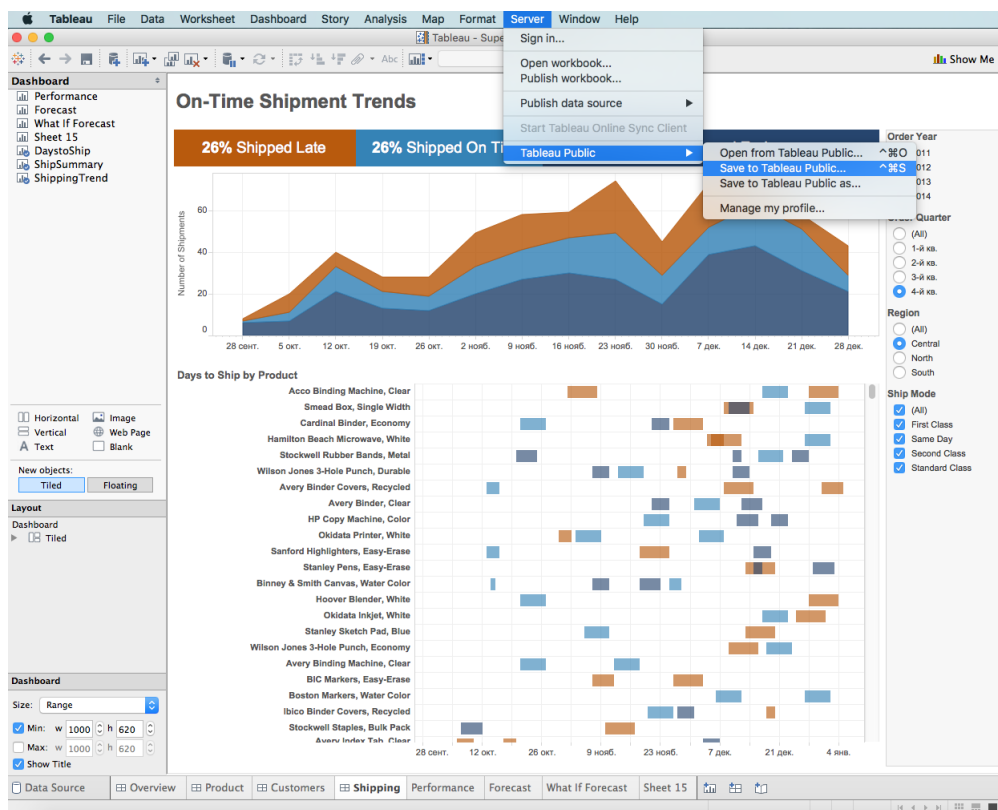 Tableau File Data Worksheet Dashboard Story Analysis Map Format Server Window Help
Tableau - Supe
Abc
Show Me
Sign in...
Open workbook...
Publish workbook...
Publish data source
Start Tableau Online Sync Client
Tableau Public
Open from Tableau Public... ^⌘O
Save to Tableau Public... ^⌘S
Save to Tableau Public as...
Manage my profile...
Dashboard
Performance
Forecast
What If Forecast
Sheet 15
DaystoShip
ShipSummary
ShippingTrend
Horizontal Image
Vertical Web Page
Text Blank
New objects:
Tiled Floating
Layout
Dashboard
Tiled
Dashboard
Size: Range
Min: w 1000 h 620
Max: w 1000 h 620
Show Title
On-Time Shipment Trends
26% Shipped Late 26% Shipped On Ti
Number of Shipments
60
40
20
0
28 сент. 5 окт. 12 окт. 19 окт. 26 окт. 2 нояб. 9 нояб. 16 нояб. 23 нояб. 30 нояб. 7 дек. 14 дек. 21 дек. 28 дек.
Days to Ship by Product
Acco Binding Machine, Clear
Smead Box, Single Width
Cardinal Binder, Economy
Hamilton Beach Microwave, White
Stockwell Rubber Bands, Metal
Wilson Jones 3-Hole Punch, Durable
Avery Binder Covers, Recycled
Avery Binder, Clear
HP Copy Machine, Color
Okidata Printer, White
Sanford Highlighters, Easy-Erase
Stanley Pens, Easy-Erase
Binney & Smith Canvas, Water Color
Hoover Blender, White
Okidata Inkjet, White
Stanley Sketch Pad, Blue
Wilson Jones 3-Hole Punch, Economy
Avery Binding Machine, Clear
BIC Markers, Easy-Erase
Boston Markers, Water Color
Ibico Binder Covers, Recycled
Stockwell Staples, Bulk Pack
Avery Index Tab, Clear
28 сент. 12 окт. 26 окт. 9 нояб. 23 нояб. 7 дек. 21 дек. 4 янв.
Order Year
011
012
013
014
Order Quarter
(All)
1-й кв.
2-й кв.
3-й кв.
4-й кв.
Region
(All)
Central
North
South
Ship Mode
(All)
First Class
Same Day
Second Class
Standard Class
Data Source Overview Product Customers Shipping Performance Forecast What If Forecast Sheet 15